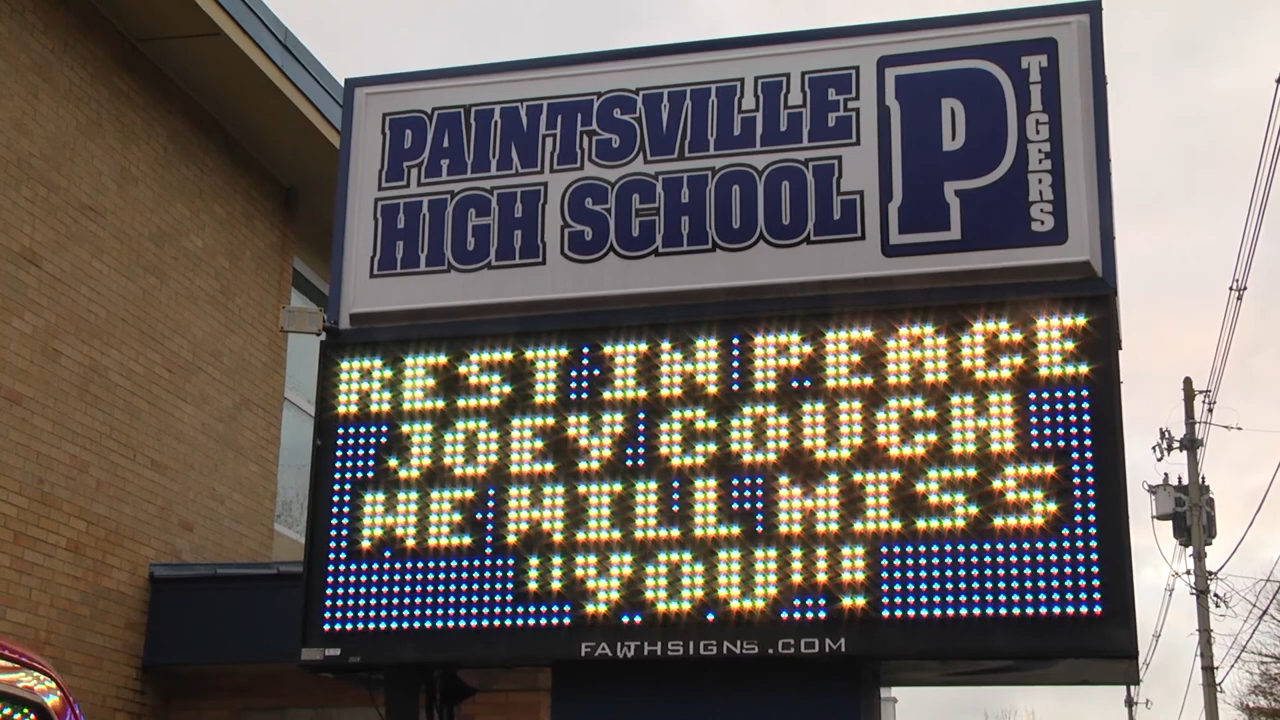 PAINTSVILLE
HIGH SCHOOL
P
TIGERS
REST IN PEACE
JOEY COUCH
WE WILL MISS
"YOU"!
FAITHSIGNS.COM